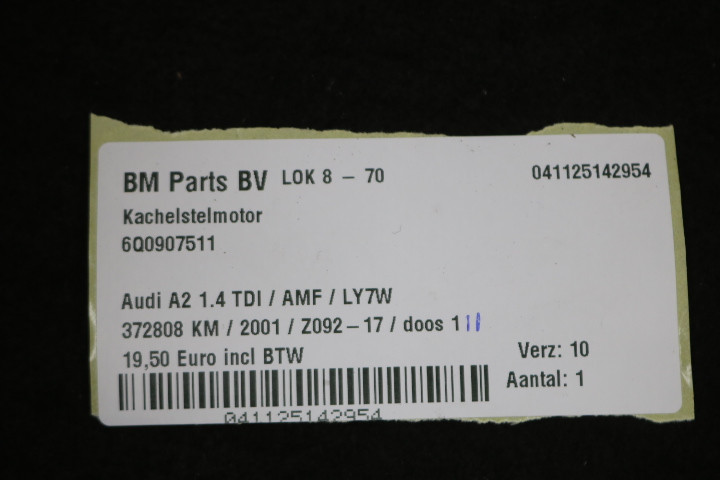 BM Parts BV LOK 8 - 70 041125142954
Kachelstelmotor
6Q0907511
Audi A2 1.4 TDI / AMF / LY7W
372808 KM / 2001 / Z092-17 / doos 1 11
19,50 Euro incl BTW Verz: 10
Aantal: 1
041125142954